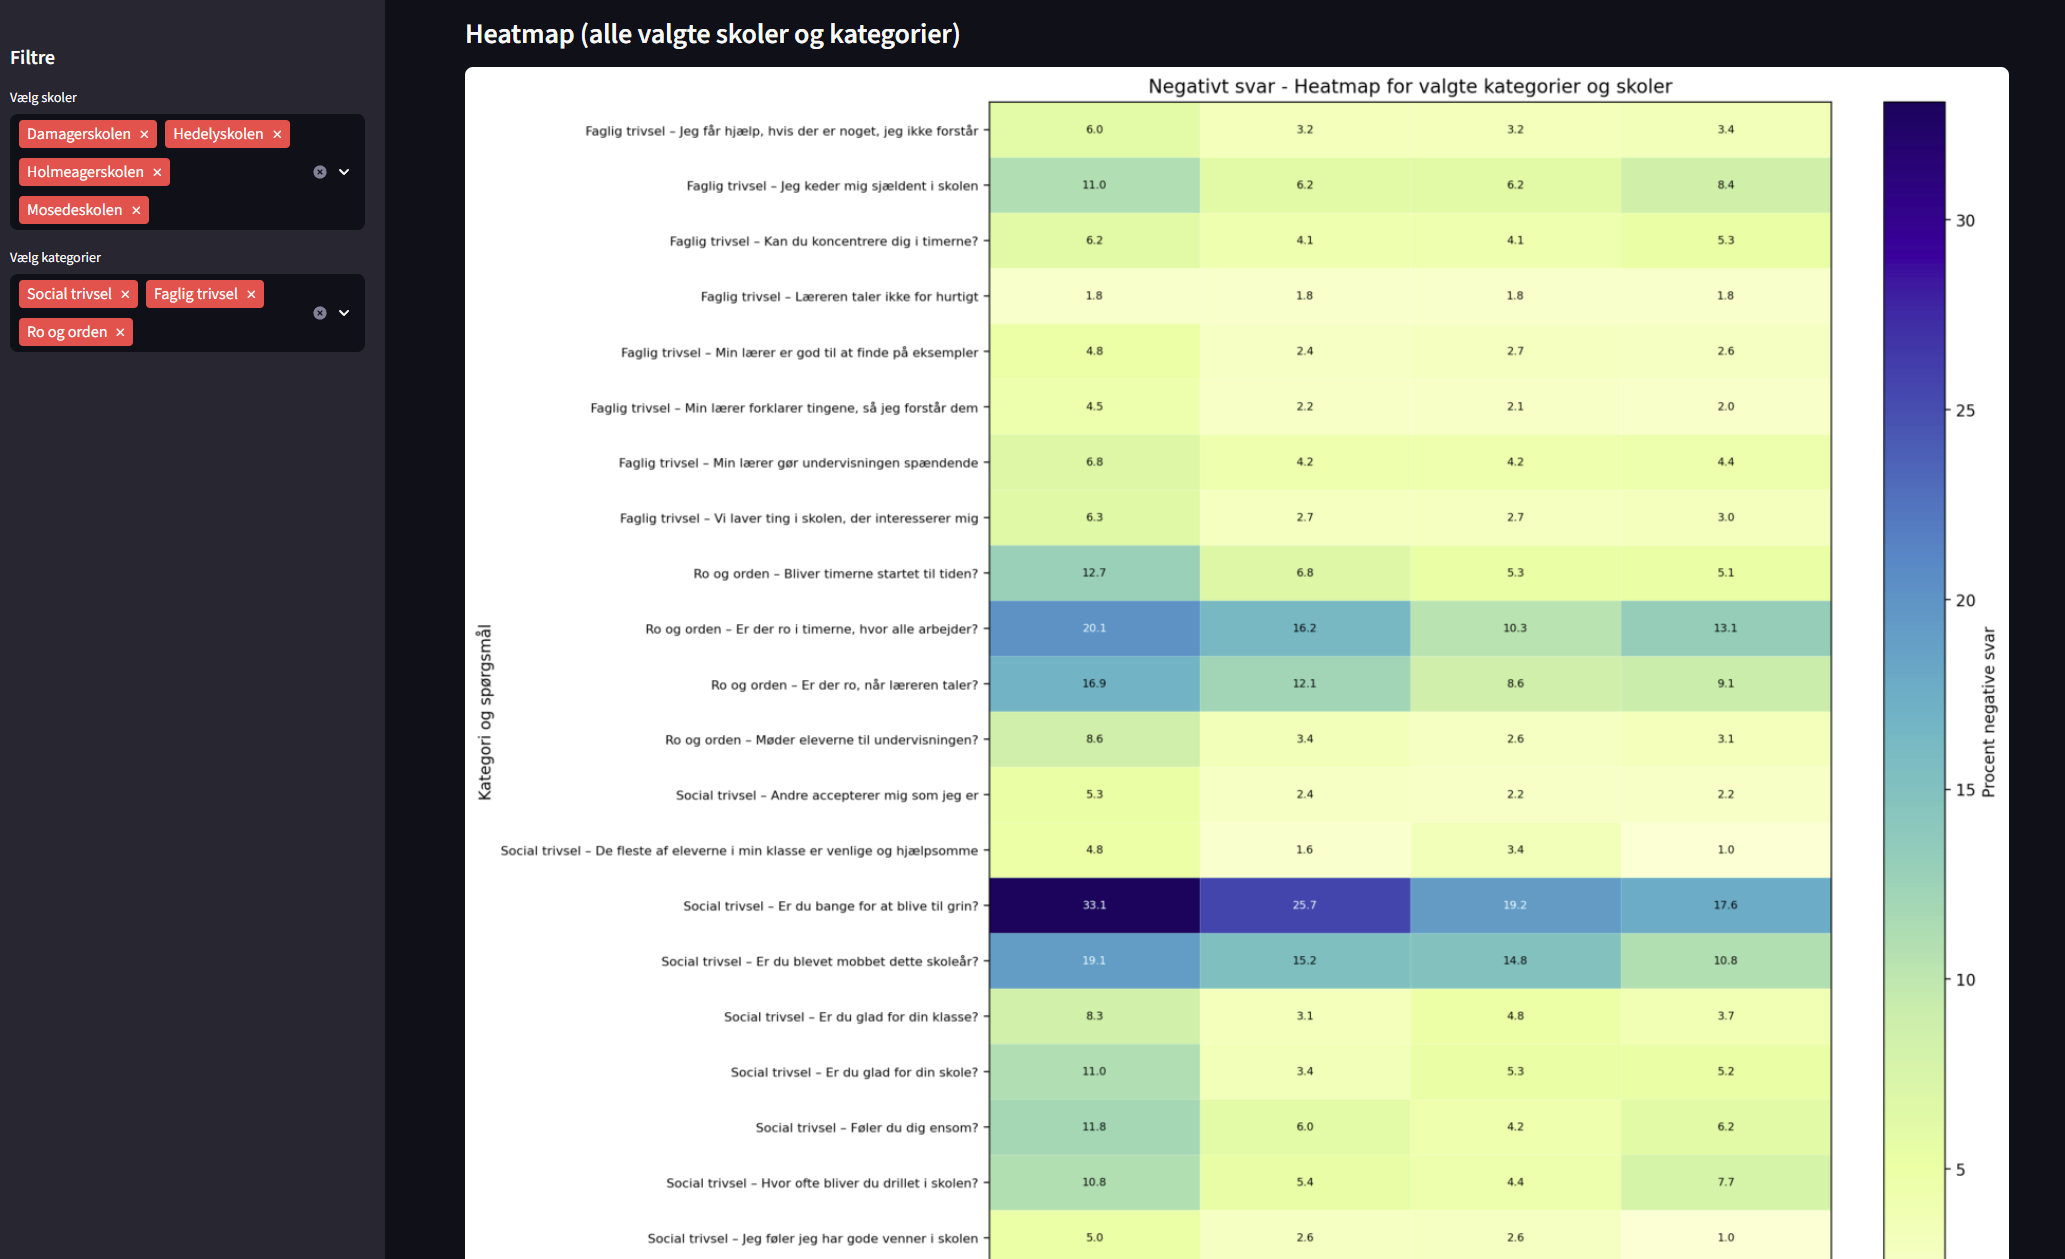 Filtre
Vælg skoler
Damagerskolen × Hedelyskolen ×
Holmeagerskolen ×
Mosedeskolen ×
Vælg kategorier
Social trivsel × Faglig trivsel ×
Ro og orden ×
Heatmap (alle valgte skoler og kategorier)
Negativt svar - Heatmap for valgte kategorier og skoler
Kategori og spørgsmål
Faglig trivsel – Jeg får hjælp, hvis der er noget, jeg ikke forstår 6.0 3.2 3.2 3.4
Faglig trivsel – Jeg keder mig sjældent i skolen 11.0 6.2 6.2 8.4
Faglig trivsel – Kan du koncentrere dig i timerne? 6.2 4.1 4.1 5.3
Faglig trivsel – Læreren taler ikke for hurtigt 1.8 1.8 1.8 1.8
Faglig trivsel – Min lærer er god til at finde på eksempler 4.8 2.4 2.7 2.6
Faglig trivsel – Min lærer forklarer tingene, så jeg forstår dem 4.5 2.2 2.1 2.0
Faglig trivsel – Min lærer gør undervisningen spændende 6.8 4.2 4.2 4.4
Faglig trivsel – Vi laver ting i skolen, der interesserer mig 6.3 2.7 2.7 3.0
Ro og orden – Bliver timerne startet til tiden? 12.7 6.8 5.3 5.1
Ro og orden – Er der ro i timerne, hvor alle arbejder? 20.1 16.2 10.3 13.1
Ro og orden – Er der ro, når læreren taler? 16.9 12.1 8.6 9.1
Ro og orden – Møder eleverne til undervisningen? 8.6 3.4 2.6 3.1
Social trivsel – Andre accepterer mig som jeg er 5.3 2.4 2.2 2.2
Social trivsel – De fleste af eleverne i min klasse er venlige og hjælpsomme 4.8 1.6 3.4 1.0
Social trivsel – Er du bange for at blive til grin? 33.1 25.7 19.2 17.6
Social trivsel – Er du blevet mobbet dette skoleår? 19.1 15.2 14.8 10.8
Social trivsel – Er du glad for din klasse? 8.3 3.1 4.8 3.7
Social trivsel – Er du glad for din skole? 11.0 3.4 5.3 5.2
Social trivsel – Føler du dig ensom? 11.8 6.0 4.2 6.2
Social trivsel – Hvor ofte bliver du drillet i skolen? 10.8 5.4 4.4 7.7
Social trivsel – Jeg føler jeg har gode venner i skolen 5.0 2.6 2.6 1.0
30
25
20
15
10
5
Procent negative svar